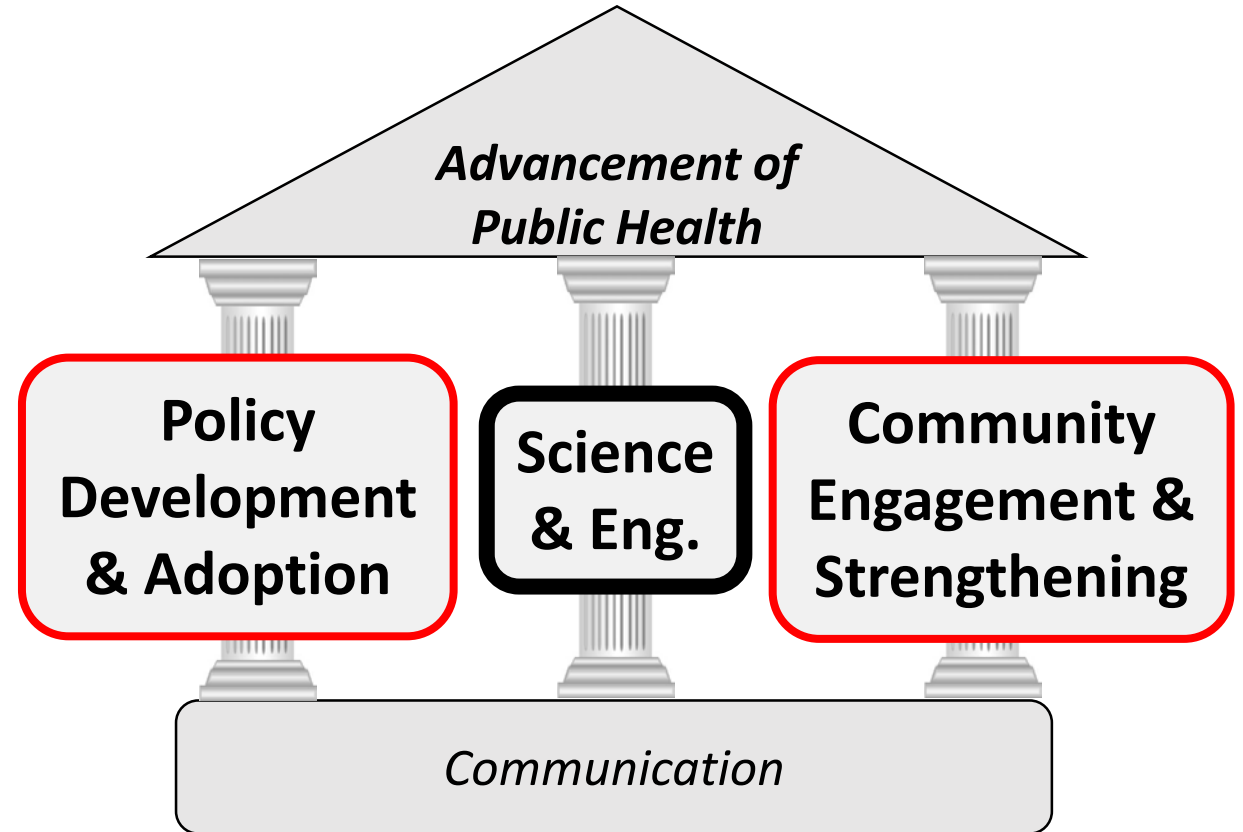 Advancement of
Public Health
Policy
Development
& Adoption
Science
& Eng.
Community
Engagement &
Strengthening
Communication